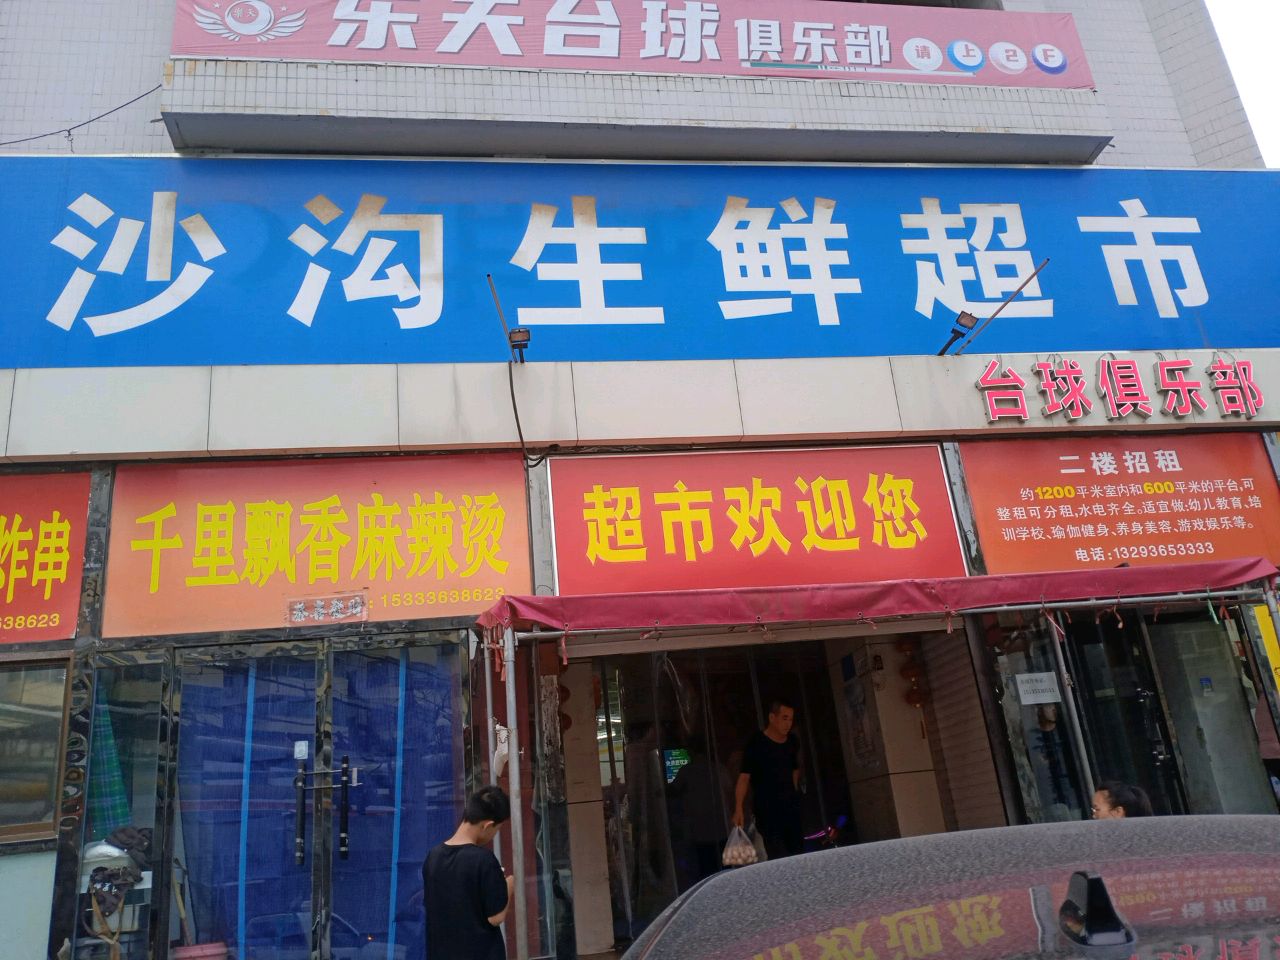 乐天台球俱乐部 请上2F
沙沟生鲜超市
台球俱乐部
炸串
638623
千里飘香麻辣烫
:15333638623
超市欢迎您
二楼招租
约1200平米室内和600平米的平台,可
整租可分租,水电齐全,适宜做:幼儿教育、培
训学校、瑜伽健身、养身美容、游戏娱乐等。
电话:13293653333